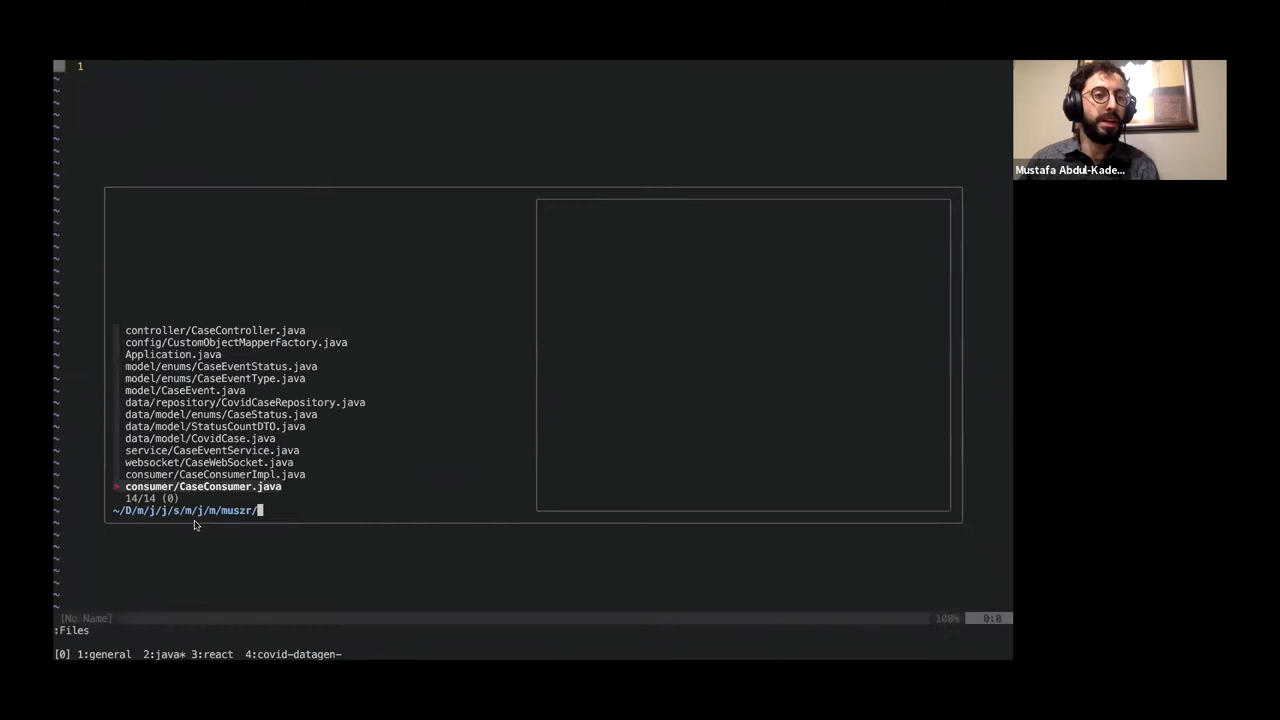 1
Mustafa Abdul-Kade...
controller/CaseController.java
config/CustomObjectMapperFactory.java
Application.java
model/enums/CaseEventStatus.java
model/enums/CaseEventType.java
model/CaseEvent.java
data/repository/CovidCaseRepository.java
data/model/enums/CaseStatus.java
data/model/StatusCountDTO.java
data/model/CovidCase.java
service/CaseEventService.java
websocket/CaseWebSocket.java
consumer/CaseConsumerImpl.java
> consumer/CaseConsumer.java
14/14 (0)
~/D/m/j/j/s/m/j/m/muszr/
[No Name] 100% 0:0
:Files
[0] 1:general 2:java* 3:react 4:covid-datagen-